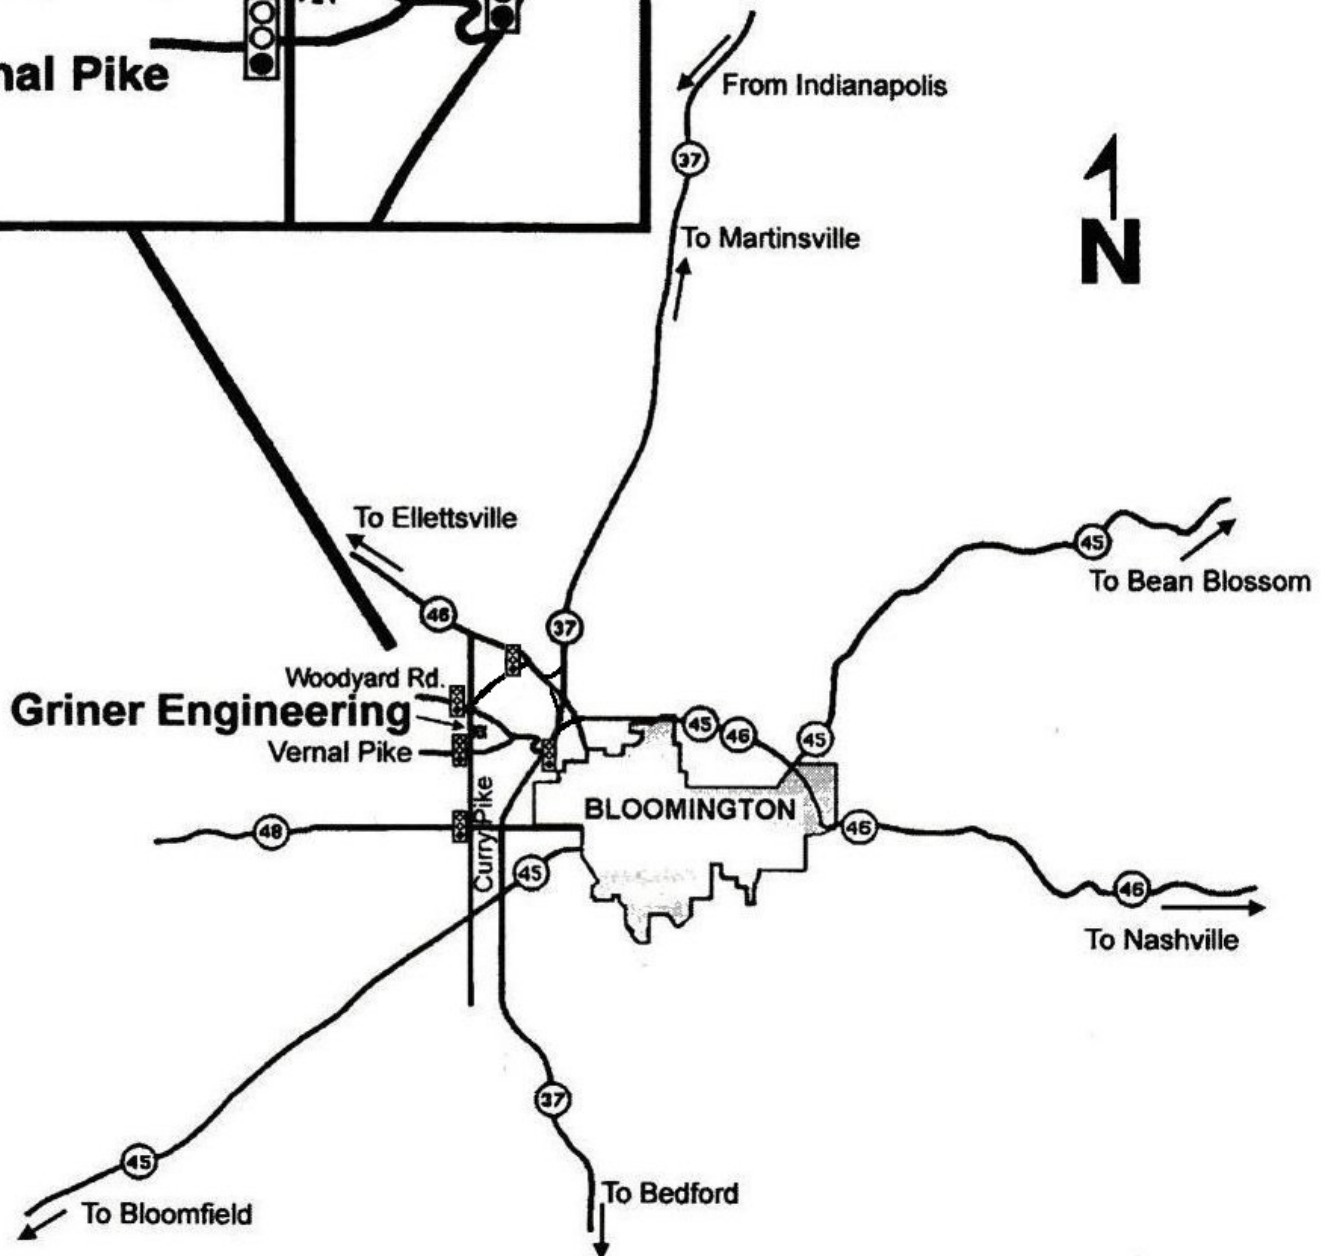 nal Pike
From Indianapolis
37
To Martinsville
N
To Ellettsville
46
37
45
To Bean Blossom
Woodyard Rd.
Griner Engineering
Vernal Pike
45
46
45
Curry Pike
BLOOMINGTON
48
46
45
46
To Nashville
37
45
To Bedford
To Bloomfield